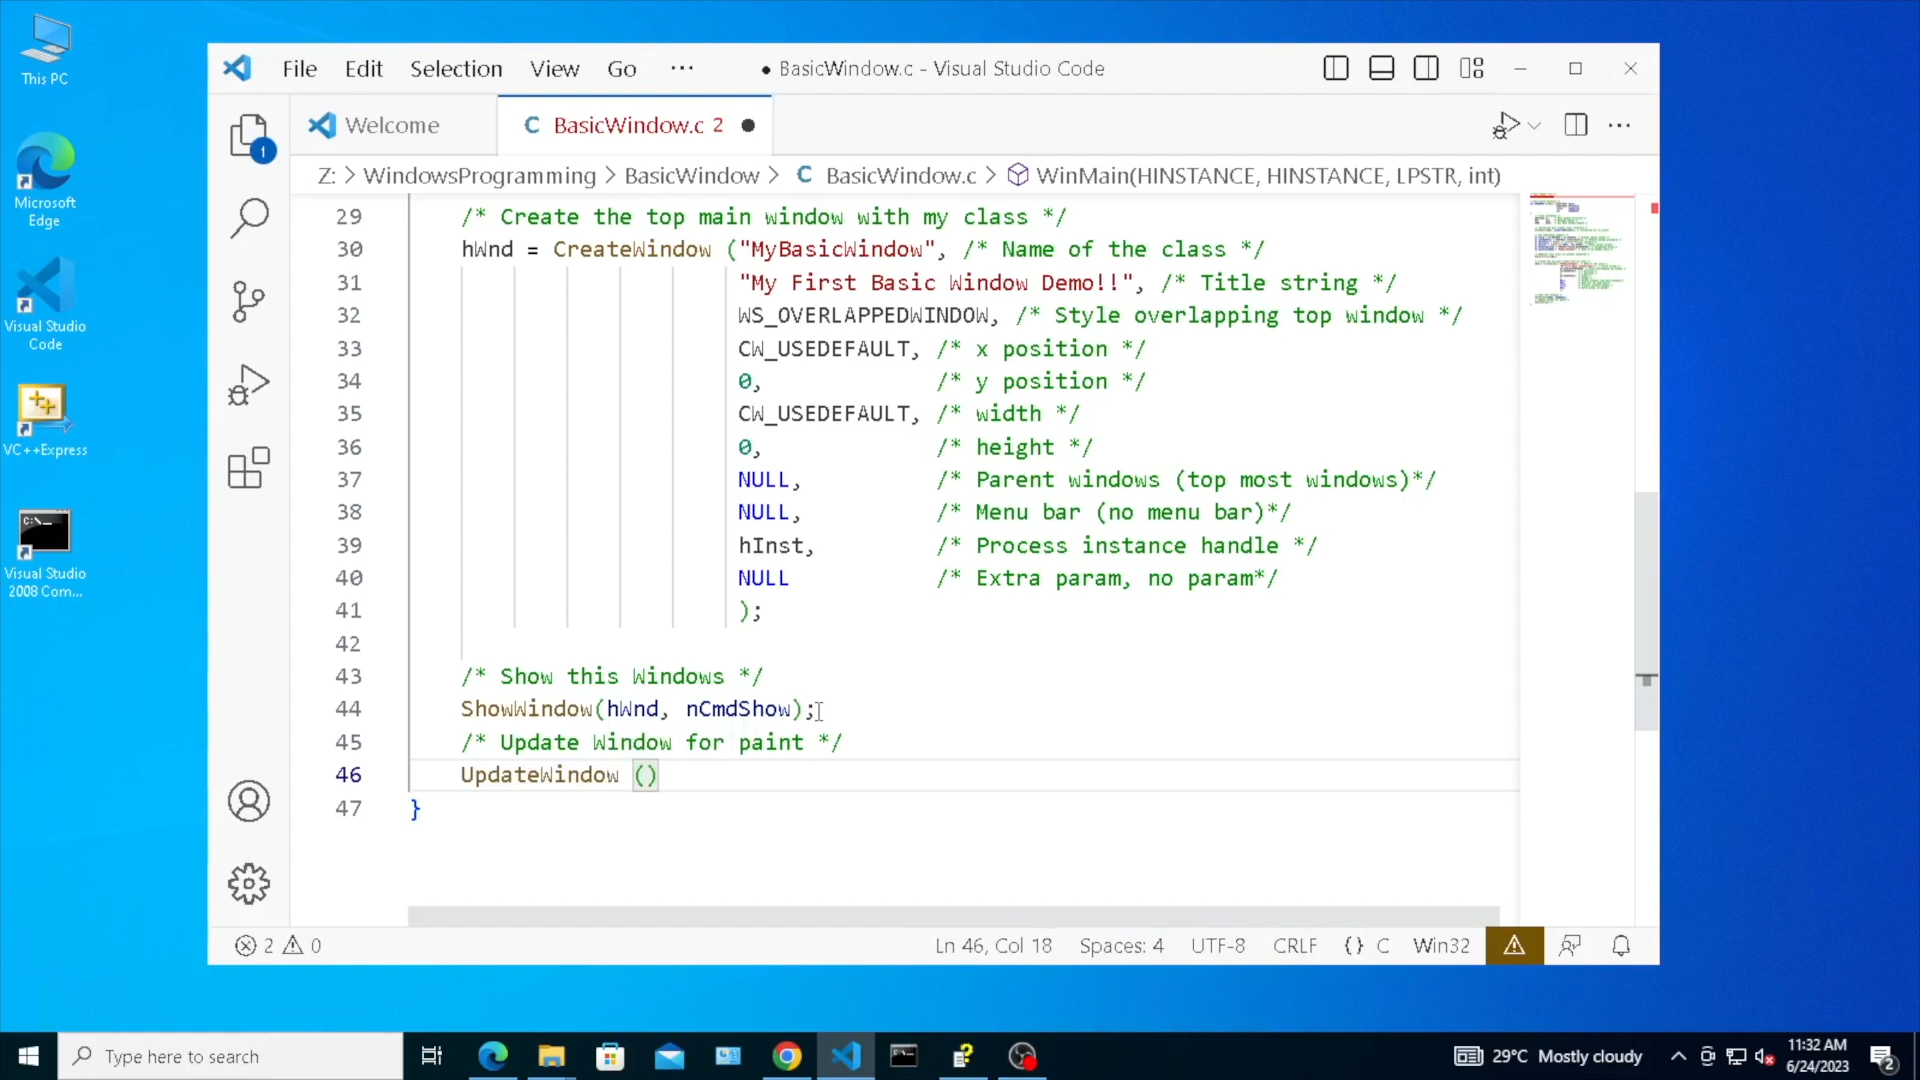 This PC
Microsoft
Edge
Visual Studio
Code
VC++Express
C:\_
Visual Studio
2008 Com...
File Edit Selection View Go ··· ● BasicWindow.c - Visual Studio Code
Welcome
C BasicWindow.c 2 ●
Z: > WindowsProgramming > BasicWindow > C BasicWindow.c > WinMain(HINSTANCE, HINSTANCE, LPSTR, int)
1
29 /* Create the top main window with my class */
30 hWnd = CreateWindow ("MyBasicWindow", /* Name of the class */
31 "My First Basic Window Demo!!", /* Title string */
32 WS_OVERLAPPEDWINDOW, /* Style overlapping top window */
33 CW_USEDEFAULT, /* x position */
34 0, /* y position */
35 CW_USEDEFAULT, /* width */
36 0, /* height */
37 NULL, /* Parent windows (top most windows)*/
38 NULL, /* Menu bar (no menu bar)*/
39 hInst, /* Process instance handle */
40 NULL /* Extra param, no param*/
41 );
42
43 /* Show this Windows */
44 ShowWindow(hWnd, nCmdShow);
45 /* Update Window for paint */
46 UpdateWindow ()
47 }
2 0 Ln 46, Col 18 Spaces: 4 UTF-8 CRLF {} C Win32
Type here to search
29°C Mostly cloudy
11:32 AM
6/24/2023
2